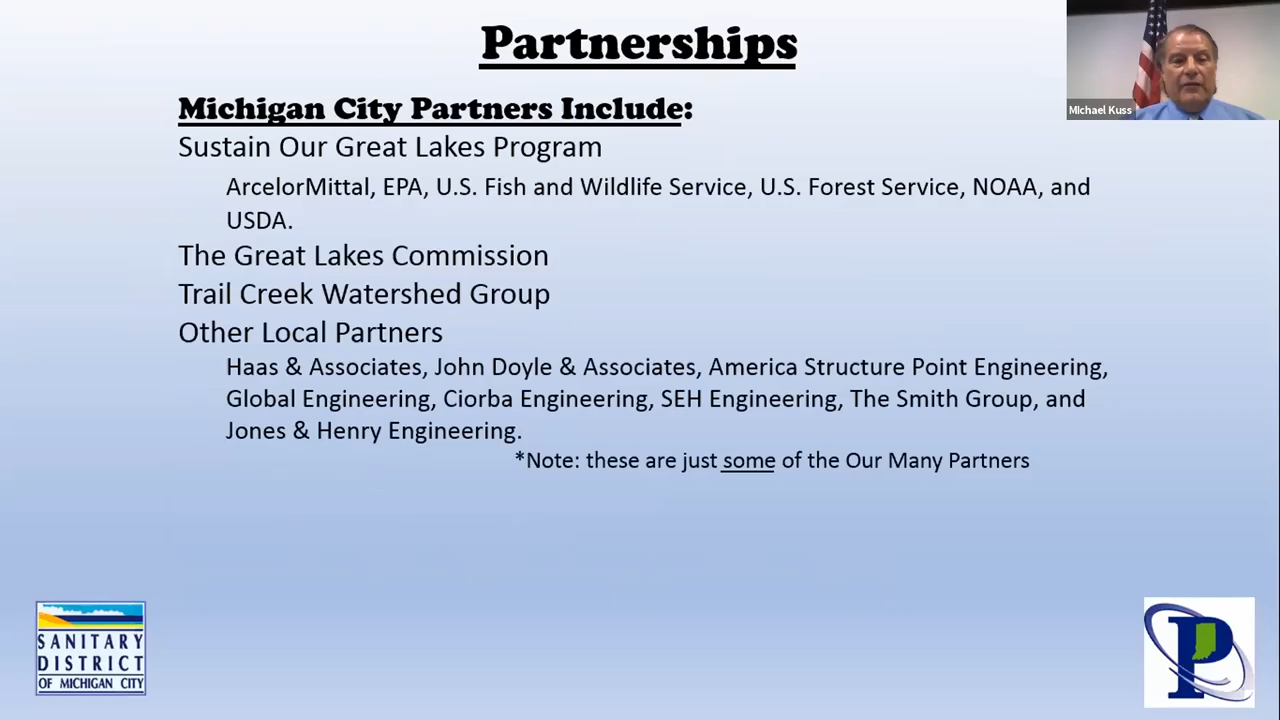 Partnerships
Michael Kuss
Michigan City Partners Include:
Sustain Our Great Lakes Program
ArcelorMittal, EPA, U.S. Fish and Wildlife Service, U.S. Forest Service, NOAA, and
USDA.
The Great Lakes Commission
Trail Creek Watershed Group
Other Local Partners
Haas & Associates, John Doyle & Associates, America Structure Point Engineering,
Global Engineering, Ciorba Engineering, SEH Engineering, The Smith Group, and
Jones & Henry Engineering.
*Note: these are just some of the Our Many Partners
SANITARY
DISTRICT
OF MICHIGAN CITY
P